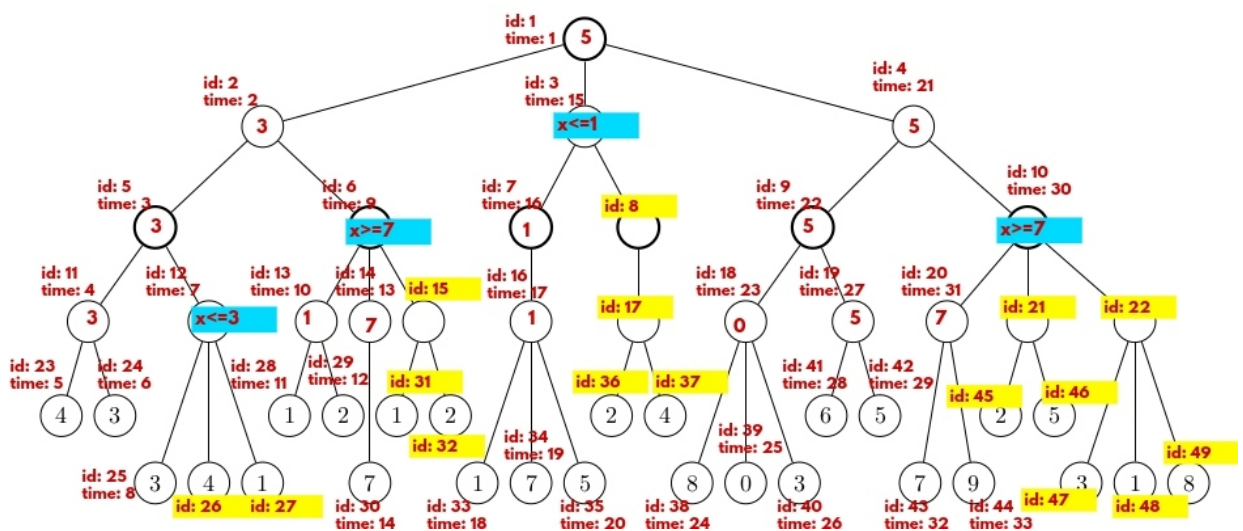 id: 1
time: 1
5
id: 2
time: 2
3
id: 3
time: 15
x<=1
id: 4
time: 21
5
id: 5
time: 3
3
id: 6
time: 9
x>=7
id: 7
time: 16
1
id: 8
id: 9
time: 22
5
id: 10
time: 30
x>=7
id: 11
time: 4
3
id: 12
time: 7
x<=3
id: 13
time: 10
1
id: 14
time: 13
7
id: 15
id: 16
time: 17
1
id: 17
id: 18
time: 23
0
id: 19
time: 27
5
id: 20
time: 31
7
id: 21
id: 22
id: 23
time: 5
4
id: 24
time: 6
3
id: 28
time: 11
1
id: 29
time: 12
2
id: 31
1
2
id: 32
id: 36
2
id: 37
4
id: 41
time: 28
6
id: 42
time: 29
5
id: 45
2
id: 46
5
id: 25
time: 8
3
4
id: 26
1
id: 27
7
id: 30
time: 14
1
id: 33
time: 18
id: 34
time: 19
7
5
id: 35
time: 20
8
id: 38
time: 24
id: 39
time: 25
0
3
id: 40
time: 26
7
id: 43
time: 32
9
id: 44
time: 33
3
id: 47
1
id: 48
id: 49
8